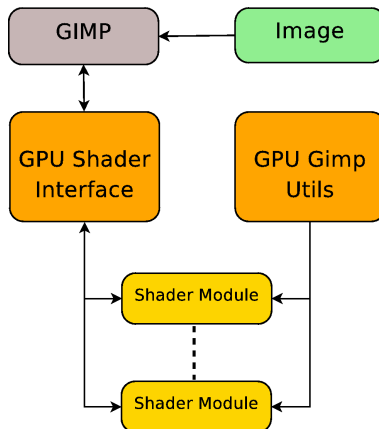 GIMP
Image
GPU Shader
Interface
GPU Gimp
Utils
Shader Module
Shader Module